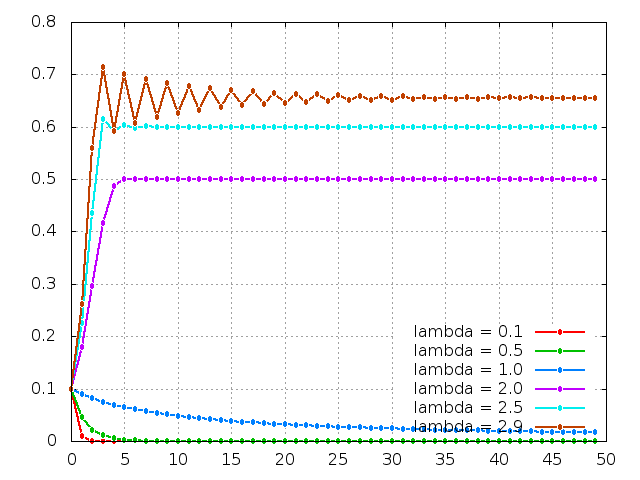 0.8
0.7
0.6
0.5
0.4
0.3
0.2
0.1
0
lambda = 0.1
lambda = 0.5
lambda = 1.0
lambda = 2.0
lambda = 2.5
lambda = 2.9
0 5 10 15 20 25 30 35 40 45 50